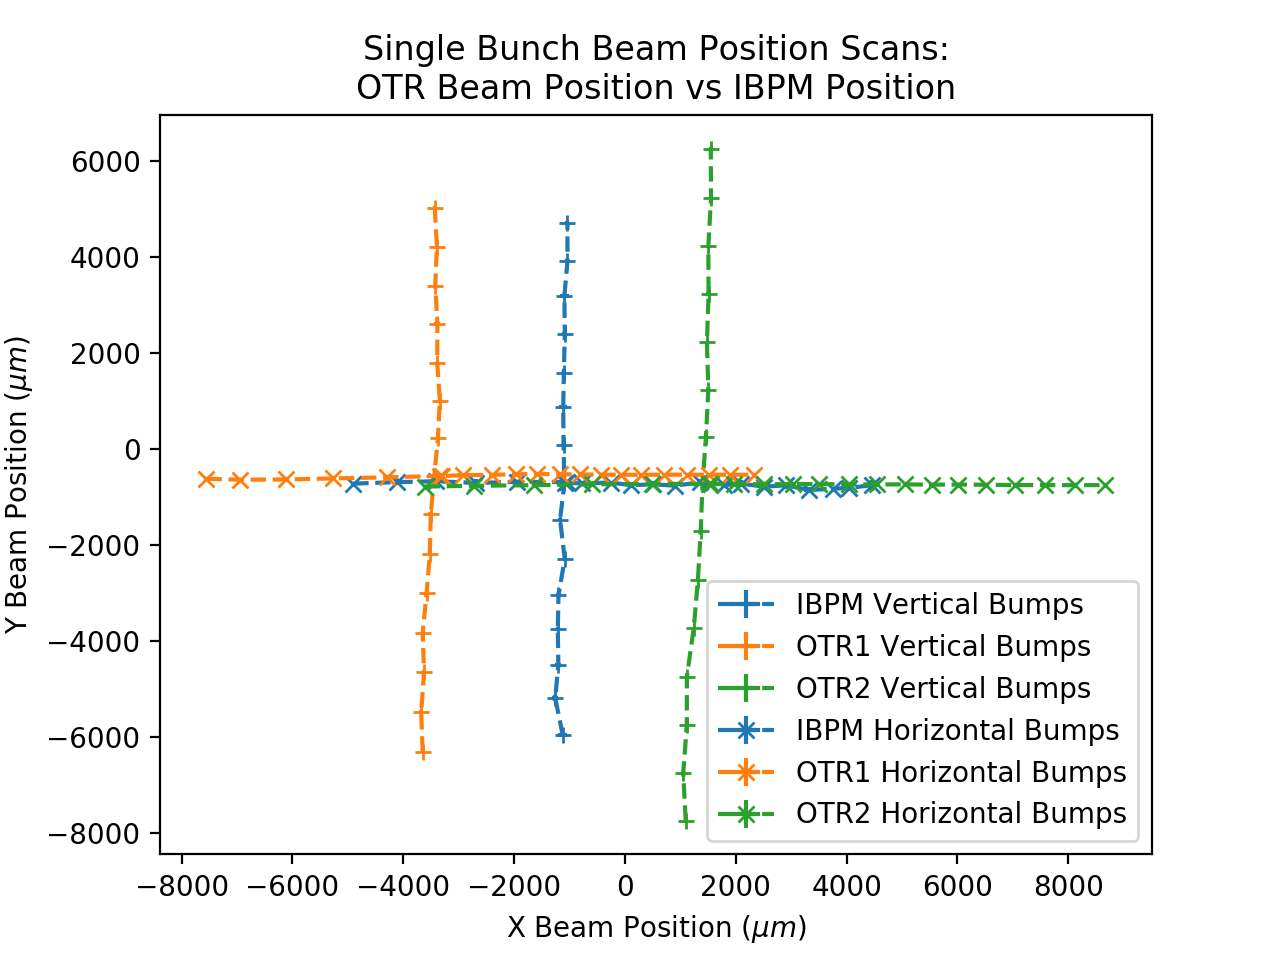 Single Bunch Beam Position Scans:
OTR Beam Position vs IBPM Position
Y Beam Position (μm)
6000
4000
2000
0
−2000
−4000
−6000
−8000
IBPM Vertical Bumps
OTR1 Vertical Bumps
OTR2 Vertical Bumps
IBPM Horizontal Bumps
OTR1 Horizontal Bumps
OTR2 Horizontal Bumps
−8000 −6000 −4000 −2000 0 2000 4000 6000 8000
X Beam Position (μm)